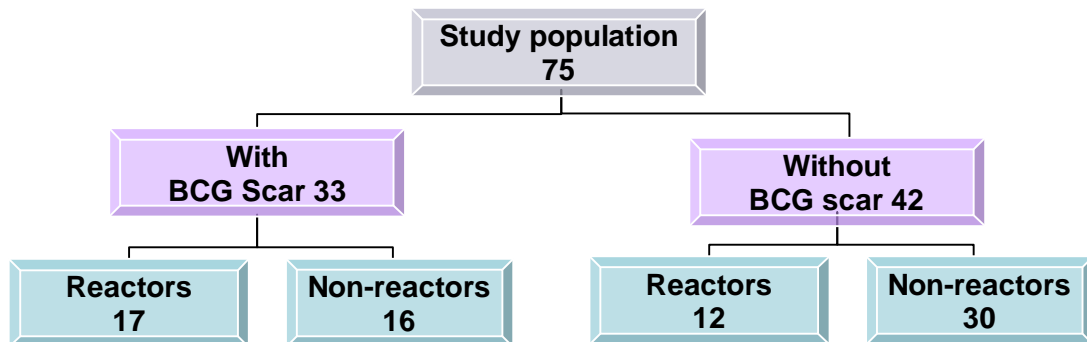 Study population
75
With
BCG Scar 33
Without
BCG scar 42
Reactors
17
Non-reactors
16
Reactors
12
Non-reactors
30